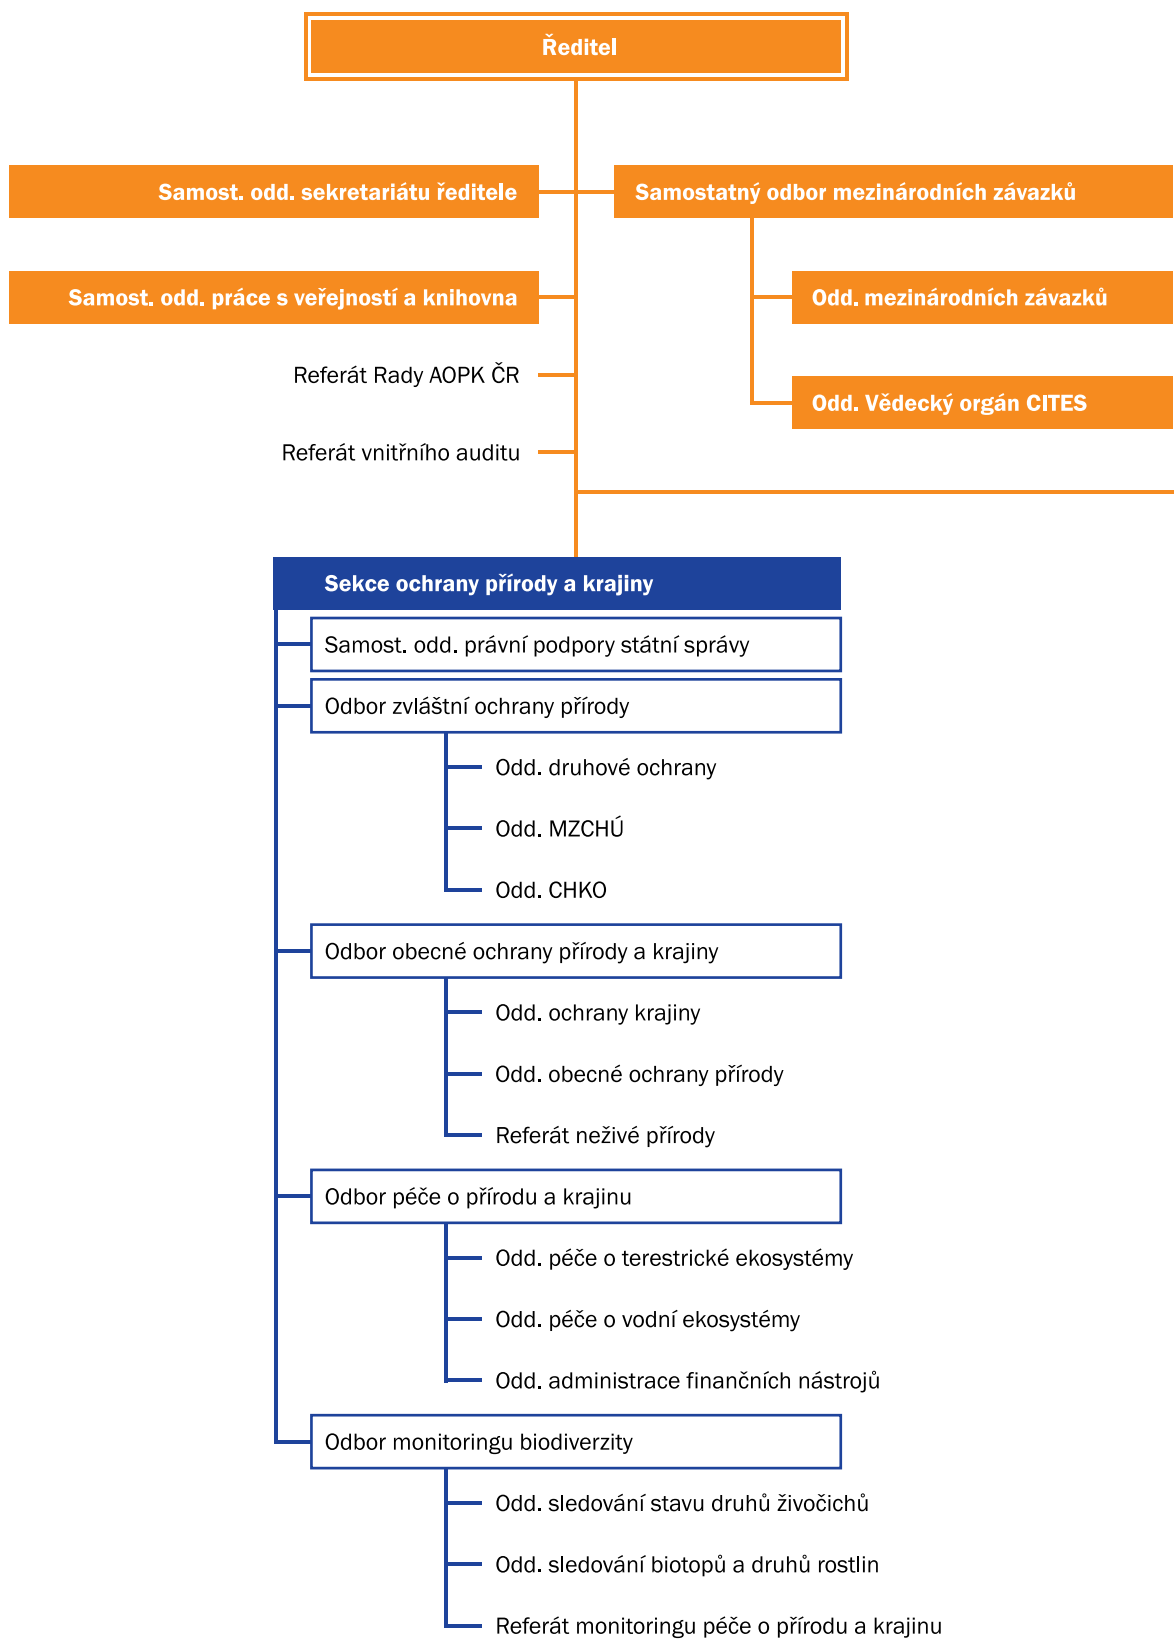 Ředitel
Samost. odd. sekretariátu ředitele
Samostatný odbor mezinárodních závazků
Samost. odd. práce s veřejností a knihovna
Odd. mezinárodních závazků
Referát Rady AOPK ČR
Odd. Vědecký orgán CITES
Referát vnitřního auditu
Sekce ochrany přírody a krajiny
Samost. odd. právní podpory státní správy
Odbor zvláštní ochrany přírody
Odd. druhové ochrany
Odd. MZCHÚ
Odd. CHKO
Odbor obecné ochrany přírody a krajiny
Odd. ochrany krajiny
Odd. obecné ochrany přírody
Referát neživé přírody
Odbor péče o přírodu a krajinu
Odd. péče o terestrické ekosystémy
Odd. péče o vodní ekosystémy
Odd. administrace finančních nástrojů
Odbor monitoringu biodiverzity
Odd. sledování stavu druhů živočichů
Odd. sledování biotopů a druhů rostlin
Referát monitoringu péče o přírodu a krajinu